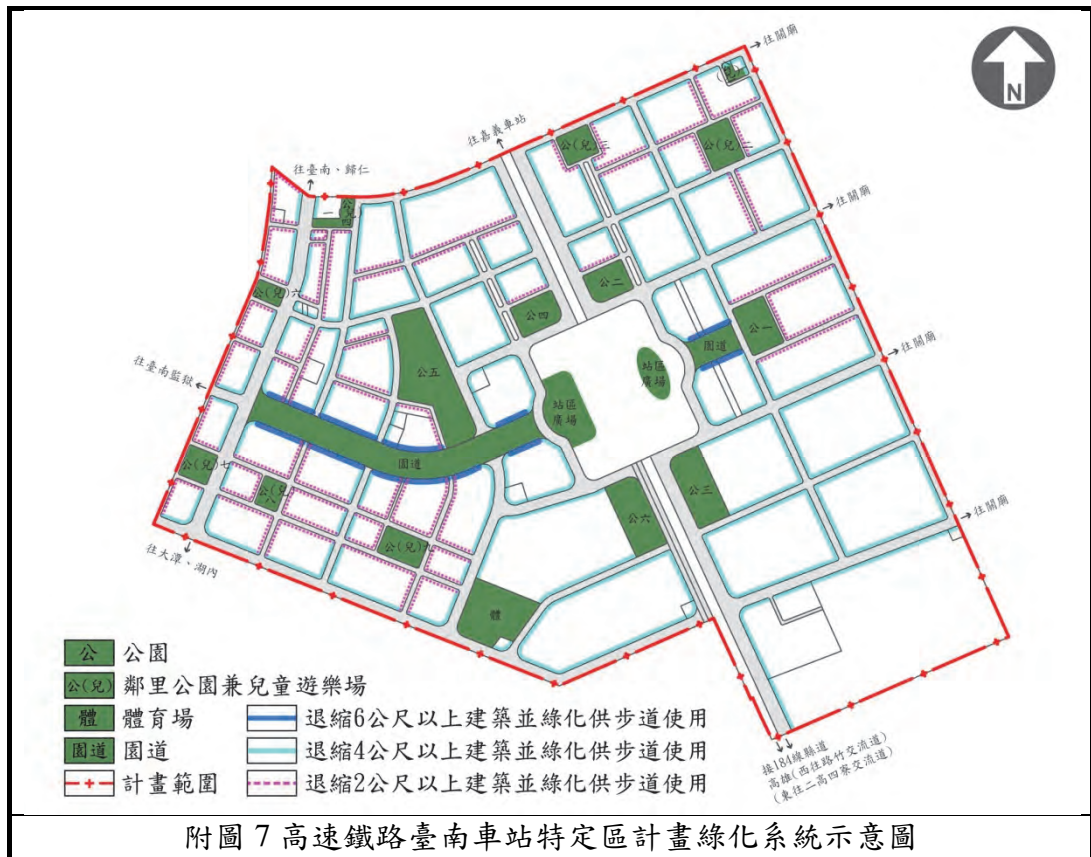 往關廟
N
公(兒)二
公(兒)三
往嘉義車站
往臺南、歸仁
公(兒)四
往關廟
公二
公(兒)六
公四
公一
園道
往關廟
公五
站區
廣場
站區
廣場
往臺南監獄
園道
公(兒)七
公(兒)八
公三
公六
往關廟
公(兒)九
往大潭、湖內
體
公 公園
公(兒) 鄰里公園兼兒童遊樂場
體 體育場
退縮6公尺以上建築並綠化供步道使用
園道 園道
退縮4公尺以上建築並綠化供步道使用
計畫範圍
退縮2公尺以上建築並綠化供步道使用
接184線縣道
高雄(西往路竹交流道)
(東往二高田寮交流道)
附圖 7 高速鐵路臺南車站特定區計畫綠化系統示意圖